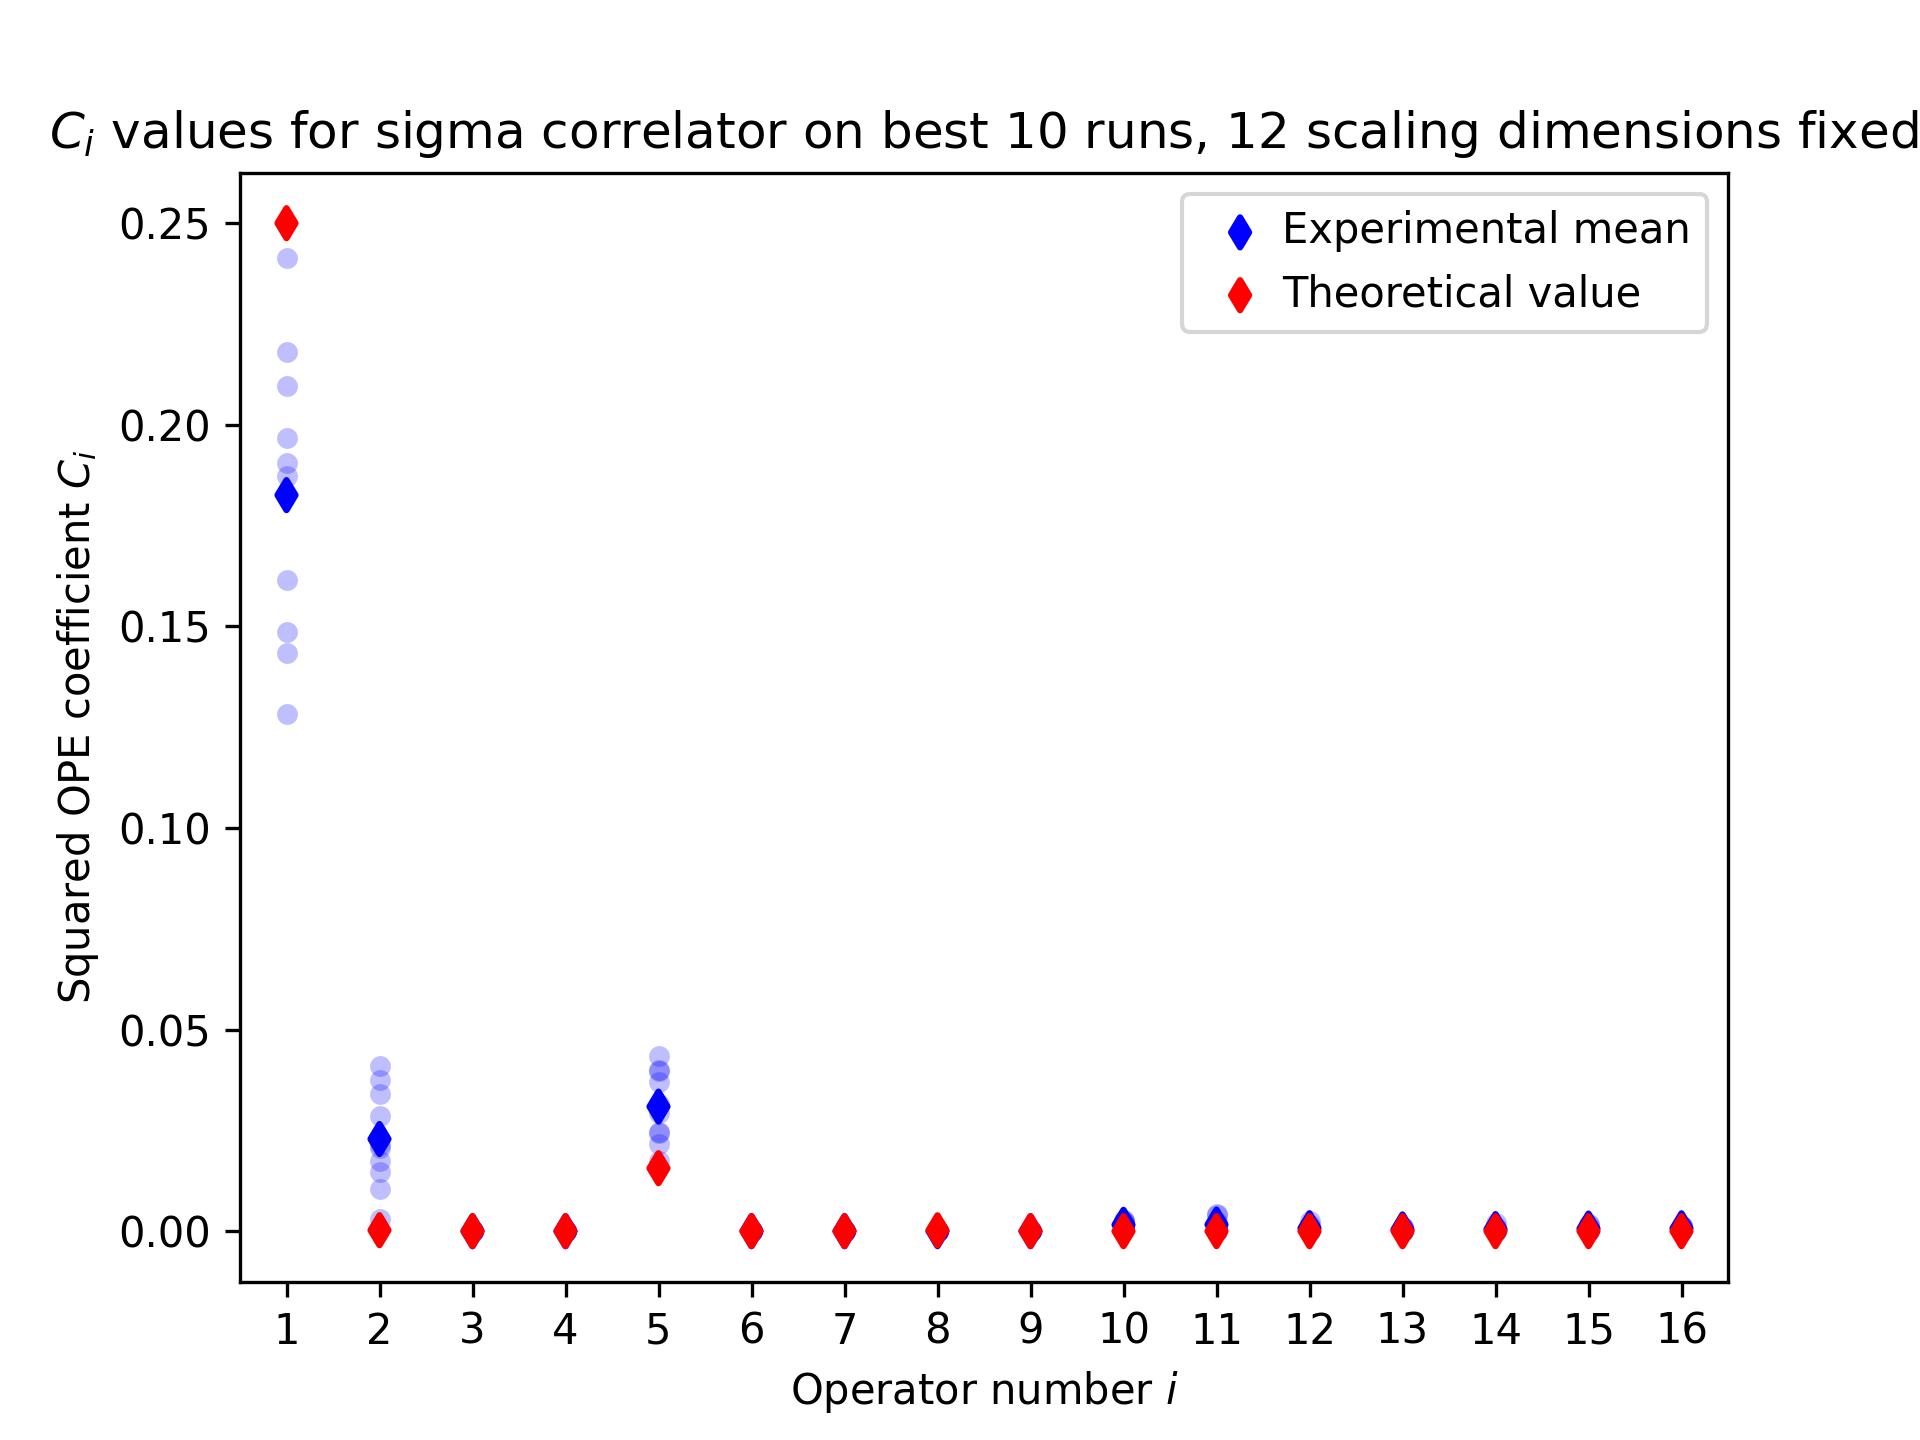 Cᵢ values for sigma correlator on best 10 runs, 12 scaling dimensions fixed
Experimental mean
Theoretical value
Squared OPE coefficient Cᵢ
0.25
0.20
0.15
0.10
0.05
0.00
1 2 3 4 5 6 7 8 9 10 11 12 13 14 15 16
Operator number i